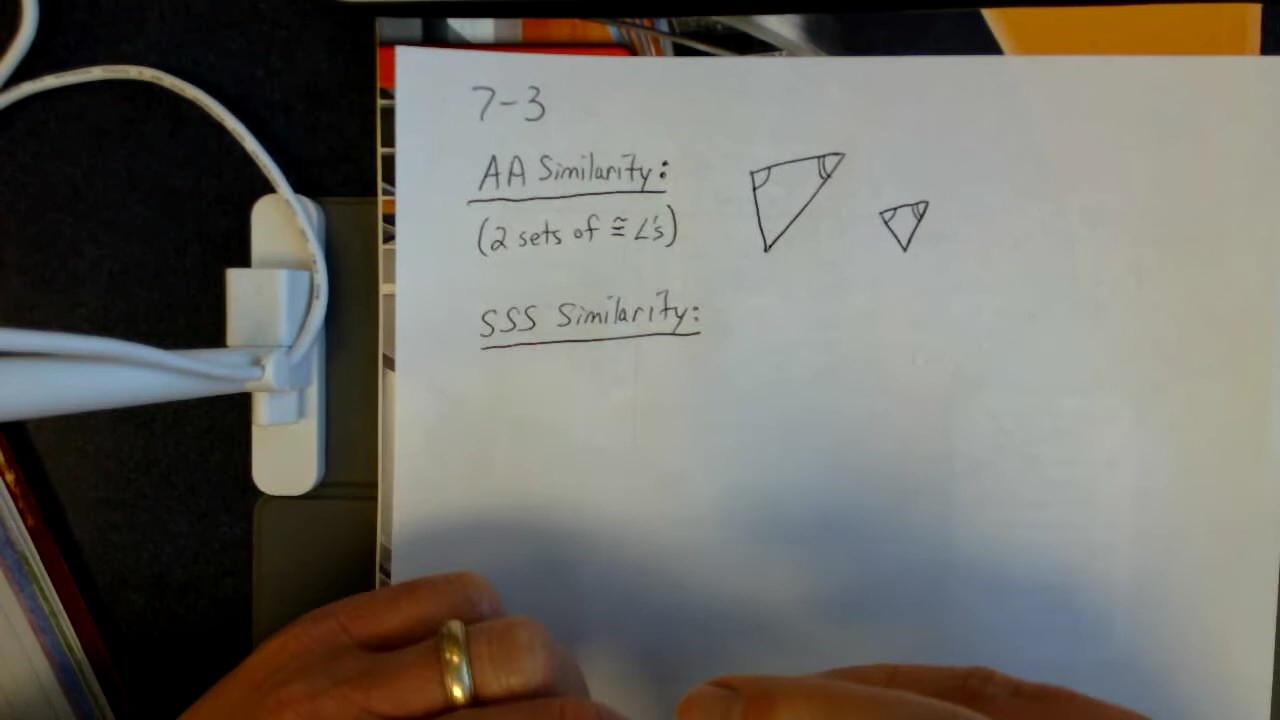 7-3
AA Similarity:
(2 sets of ≅ ∠'s)
SSS Similarity: